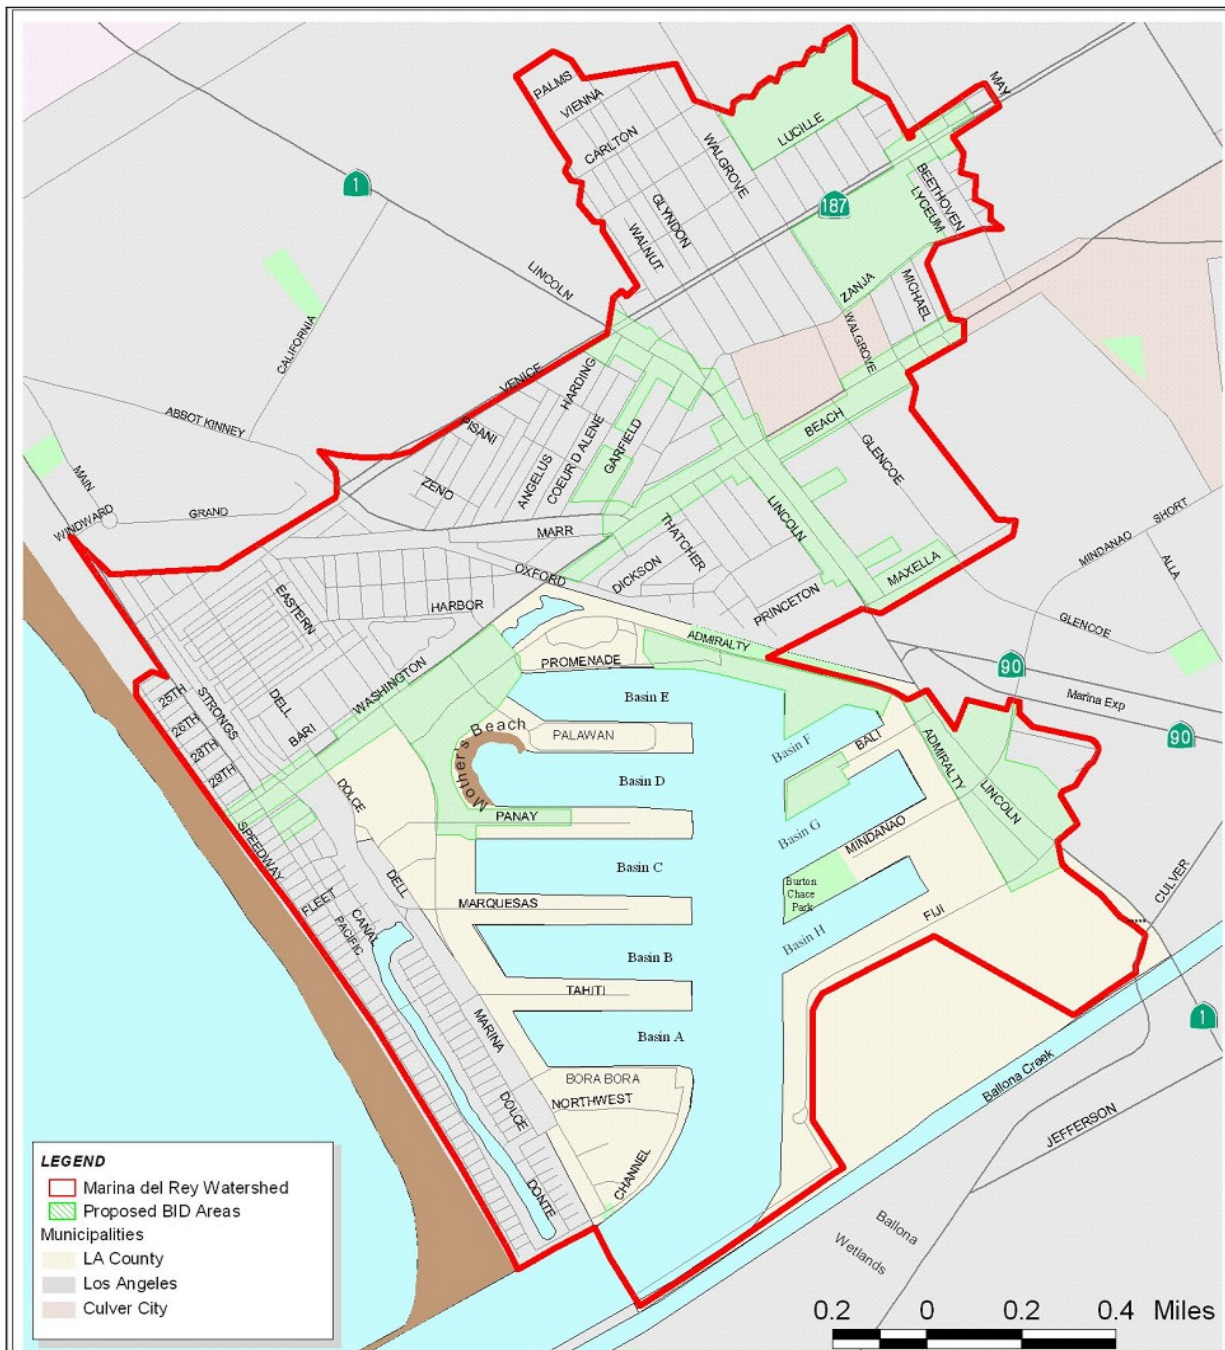 PALMS
VIENNA
CARLTON
WALGROVE
LUCILLE
MAY
1
187
BEETHOVEN
LYCEUM
GLYNDON
WALNUT
LINCOLN
ZANJA
MICHAEL
WALGROVE
CALIFORNIA
VENICE
HARDING
ABBOT KINNEY
PISANI
ANGELUS
COEUR D ALENE
GARFIELD
BEACH
GLENCOE
MAIN
ZENO
WINDWARD
GRAND
MARR
THATCHER
LINCOLN
MINDANAO
SHORT
OXFORD
DICKSON
MAXELLA
ALLA
EASTERN
HARBOR
PRINCETON
GLENCOE
ADMIRALTY
PROMENADE
90
Marina Exp
90
WASHINGTON
25TH
26TH
28TH
29TH
STRONGS
DELL
BARI
Basin E
Mother's Beach
PALAWAN
Basin F
BALI
ADMIRALTY
LINCOLN
DOLCE
Basin D
PANAY
Basin G
MINDANAO
SPEEDWAY
FLEET
CANAL
PACIFIC
DELL
Basin C
Burton
Chace
Park
CULVER
MARQUESAS
FIJI
Basin H
Basin B
TAHITI
MARINA
Basin A
1
BORA BORA
NORTHWEST
DOLCE
Ballona Creek
JEFFERSON
CHANNEL
DONTE
Ballona
Wetlands
LEGEND
Marina del Rey Watershed
Proposed BID Areas
Municipalities
LA County
Los Angeles
Culver City
0.2 0 0.2 0.4 Miles